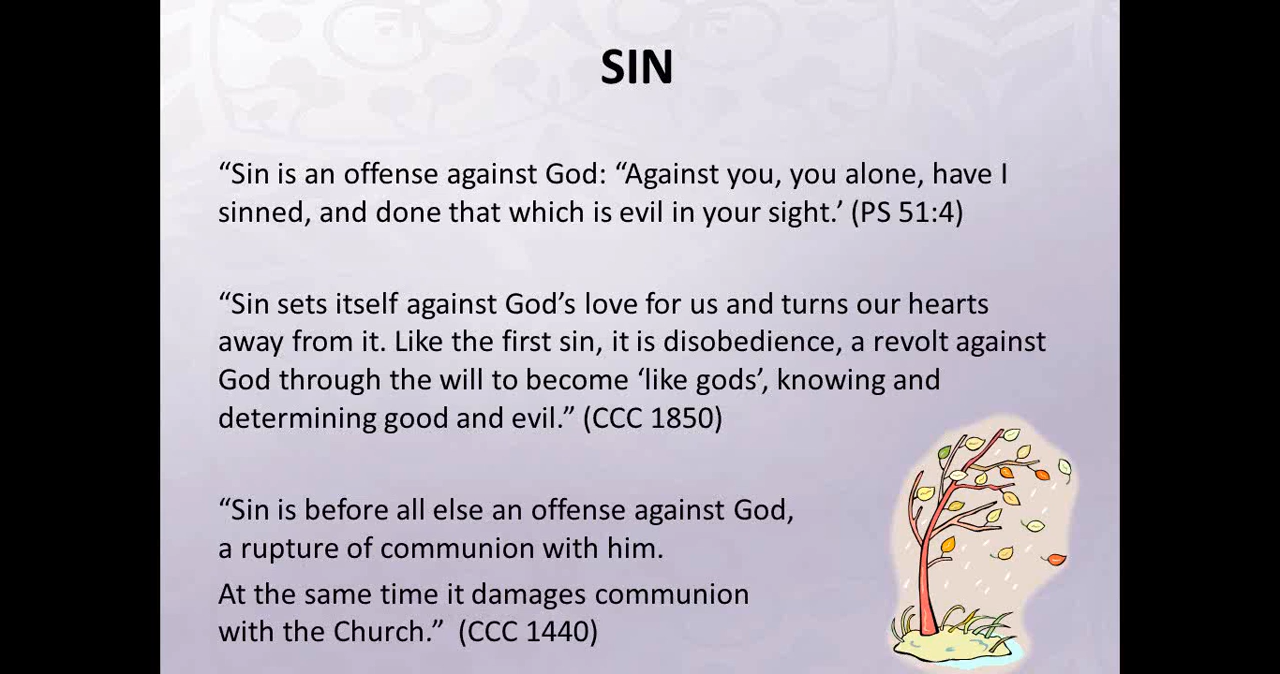 SIN
“Sin is an offense against God: “Against you, you alone, have I
sinned, and done that which is evil in your sight.’ (PS 51:4)
“Sin sets itself against God’s love for us and turns our hearts
away from it. Like the first sin, it is disobedience, a revolt against
God through the will to become ‘like gods’, knowing and
determining good and evil.” (CCC 1850)
“Sin is before all else an offense against God,
a rupture of communion with him.
At the same time it damages communion
with the Church.”  (CCC 1440)